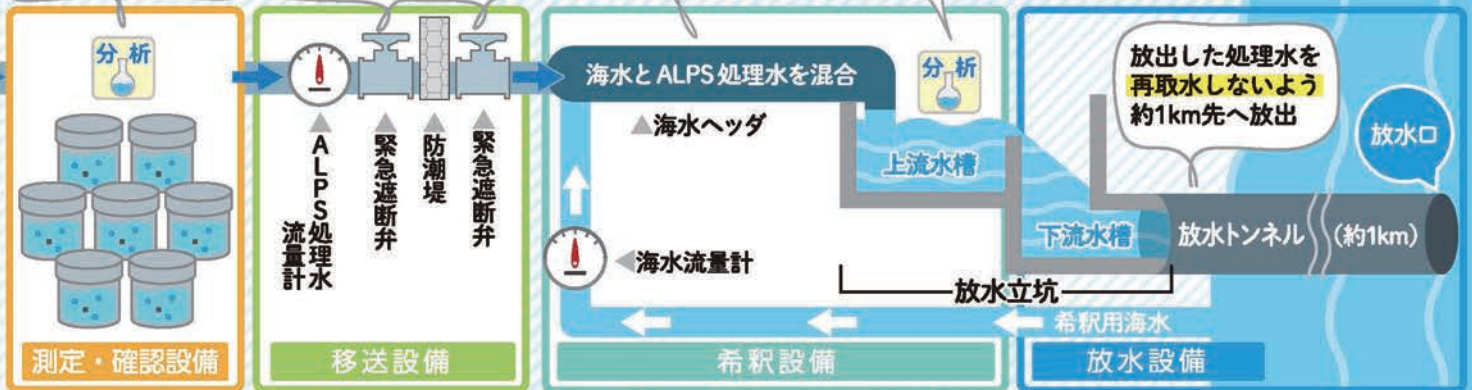 分析
測定・確認設備
ALPS処理水
流量計
緊急遮断弁
防潮堤
緊急遮断弁
移送設備
海水とALPS処理水を混合
海水ヘッダ
分析
上流水槽
海水流量計
希釈設備
放出した処理水を
再取水しないよう
約1km先へ放出
放水口
下流水槽
放水トンネル
(約1km)
放水立坑
希釈用海水
放水設備